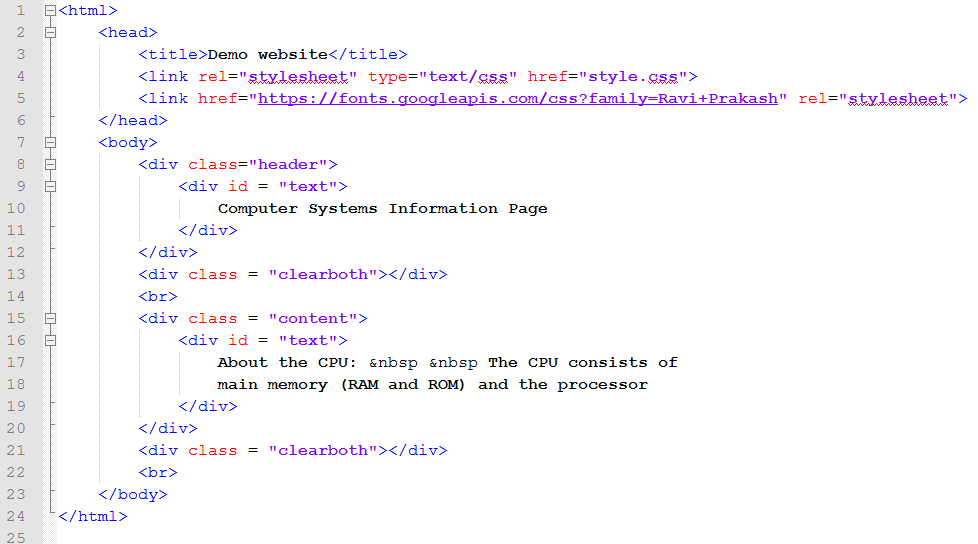 1 <html>
2 <head>
3 <title>Demo website</title>
4 <link rel="stylesheet" type="text/css" href="style.css">
5 <link href="https://fonts.googleapis.com/css?family=Ravi+Prakash" rel="stylesheet">
6 </head>
7 <body>
8 <div class="header">
9 <div id = "text">
10 Computer Systems Information Page
11 </div>
12 </div>
13 <div class = "clearboth"></div>
14 <br>
15 <div class = "content">
16 <div id = "text">
17 About the CPU: &nbsp &nbsp The CPU consists of
18 main memory (RAM and ROM) and the processor
19 </div>
20 </div>
21 <div class = "clearboth"></div>
22 <br>
23 </body>
24 </html>
25